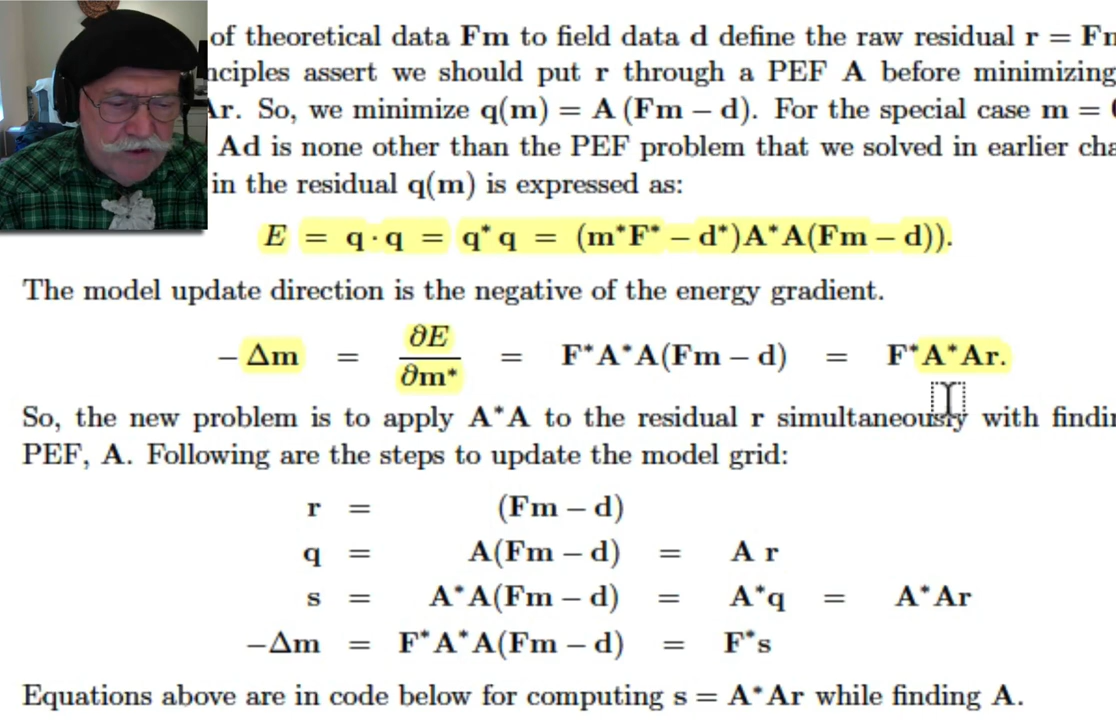 of theoretical data Fm to field data d define the raw residual r =
assert we should put r through a PEF A before minimizing
So, we minimize q(m) = A (Fm − d). For the special case m =
Ad is none other than the PEF problem that we solved in earlier
in the residual q(m) is expressed as:
E = q · q = q* q = (m*F* − d*)A*A(Fm − d)).
The model update direction is the negative of the energy gradient.
− Δm = ∂E / ∂m* = F*A*A(Fm − d) = F*A*Ar.
So, the new problem is to apply A*A to the residual r simultaneously with
PEF, A. Following are the steps to update the model grid:
r = (Fm − d)
q = A(Fm − d) = A r
s = A*A(Fm − d) = A*q = A*Ar
−Δm = F*A*A(Fm − d) = F*s
Equations above are in code below for computing s = A*Ar while finding A.